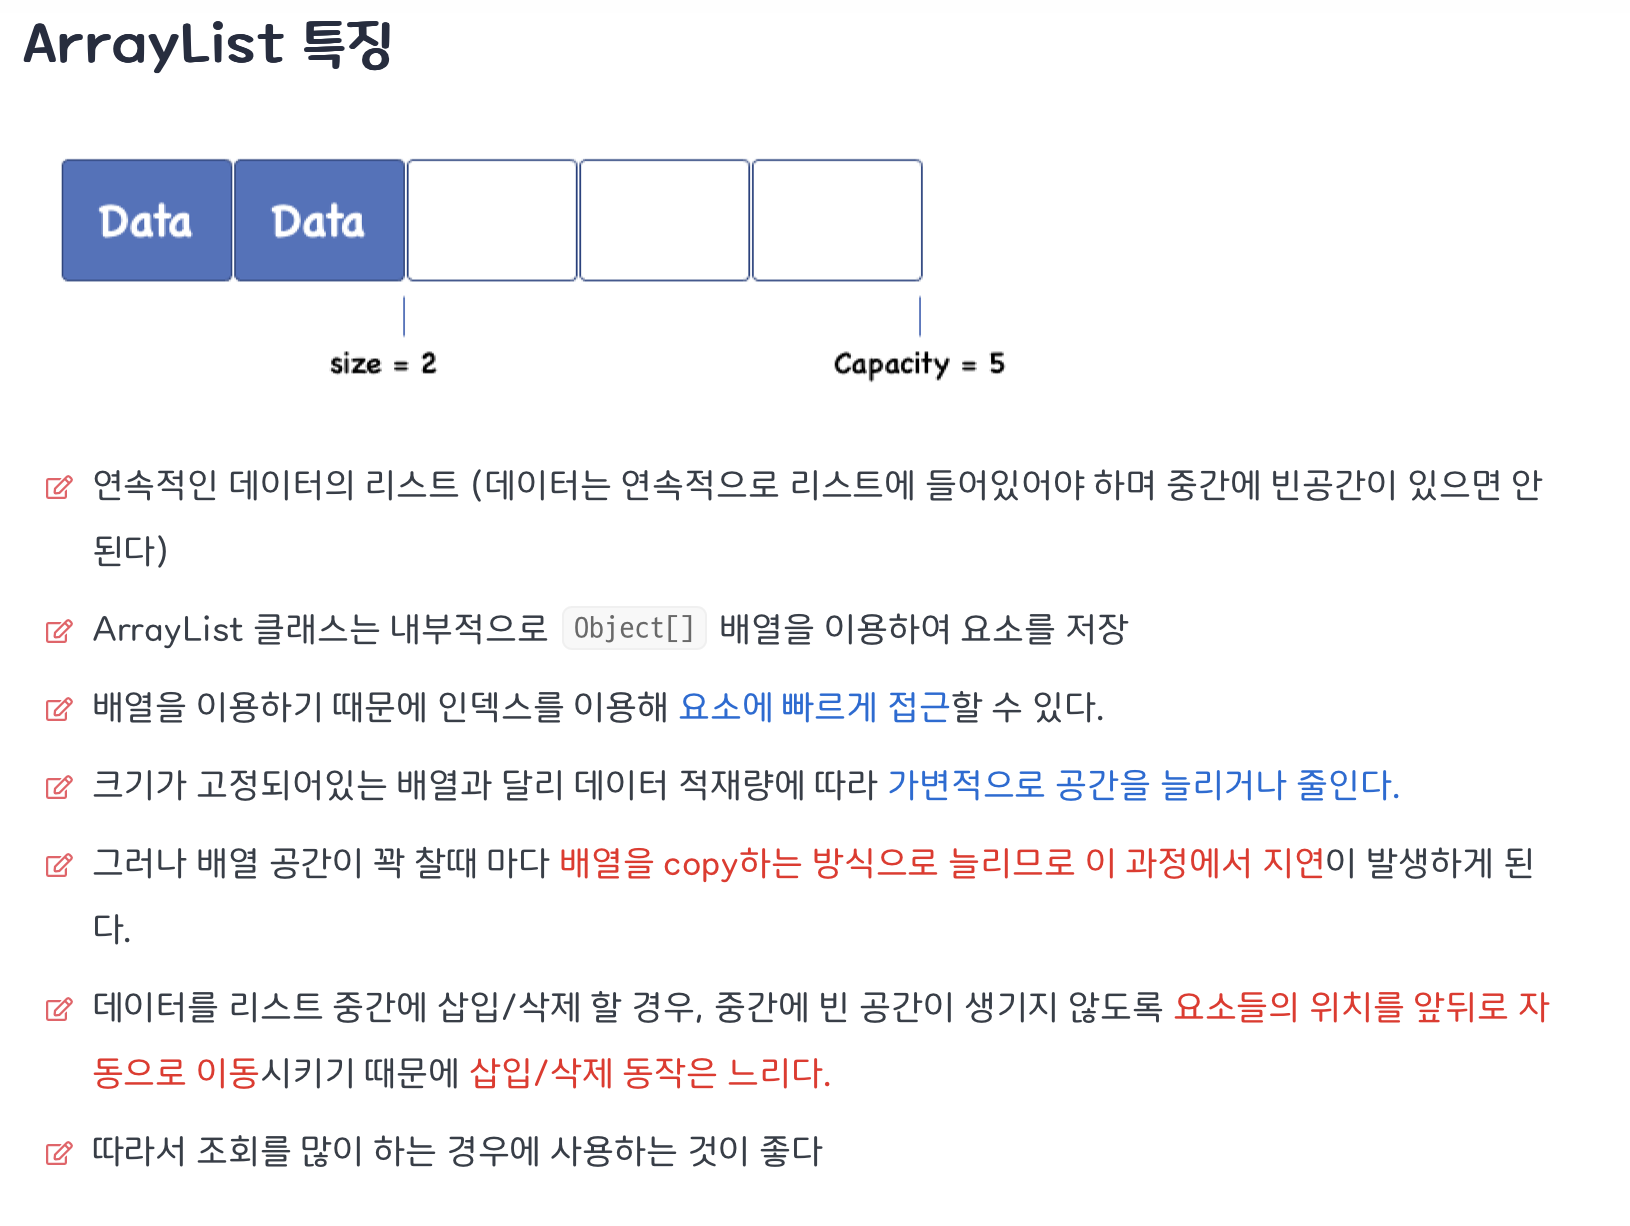 ArrayList 특징
Data Data
size = 2 Capacity = 5
연속적인 데이터의 리스트 (데이터는 연속적으로 리스트에 들어있어야 하며 중간에 빈공간이 있으면 안
된다)
ArrayList 클래스는 내부적으로 Object[] 배열을 이용하여 요소를 저장
배열을 이용하기 때문에 인덱스를 이용해 요소에 빠르게 접근할 수 있다.
크기가 고정되어있는 배열과 달리 데이터 적재량에 따라 가변적으로 공간을 늘리거나 줄인다.
그러나 배열 공간이 꽉 찰때 마다 배열을 copy하는 방식으로 늘리므로 이 과정에서 지연이 발생하게 된
다.
데이터를 리스트 중간에 삽입/삭제 할 경우, 중간에 빈 공간이 생기지 않도록 요소들의 위치를 앞뒤로 자
동으로 이동시키기 때문에 삽입/삭제 동작은 느리다.
따라서 조회를 많이 하는 경우에 사용하는 것이 좋다